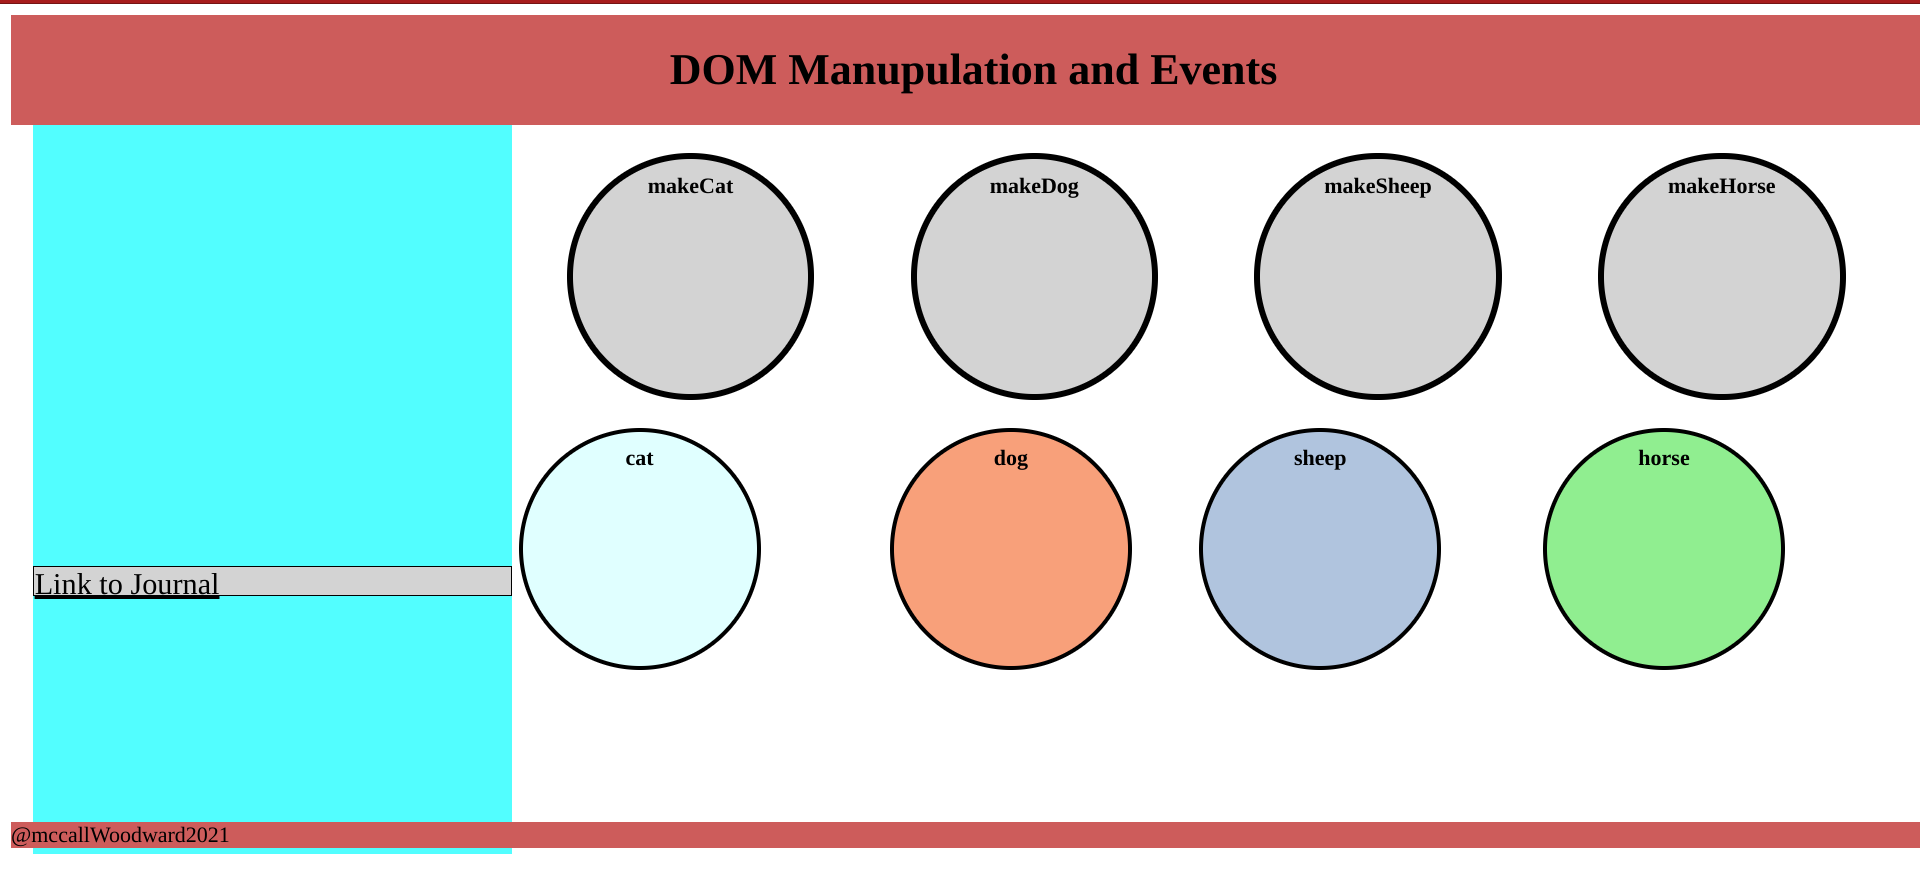 DOM Manupulation and Events
makeCat
makeDog
makeSheep
makeHorse
cat
dog
sheep
horse
Link to Journal
@mccallWoodward2021